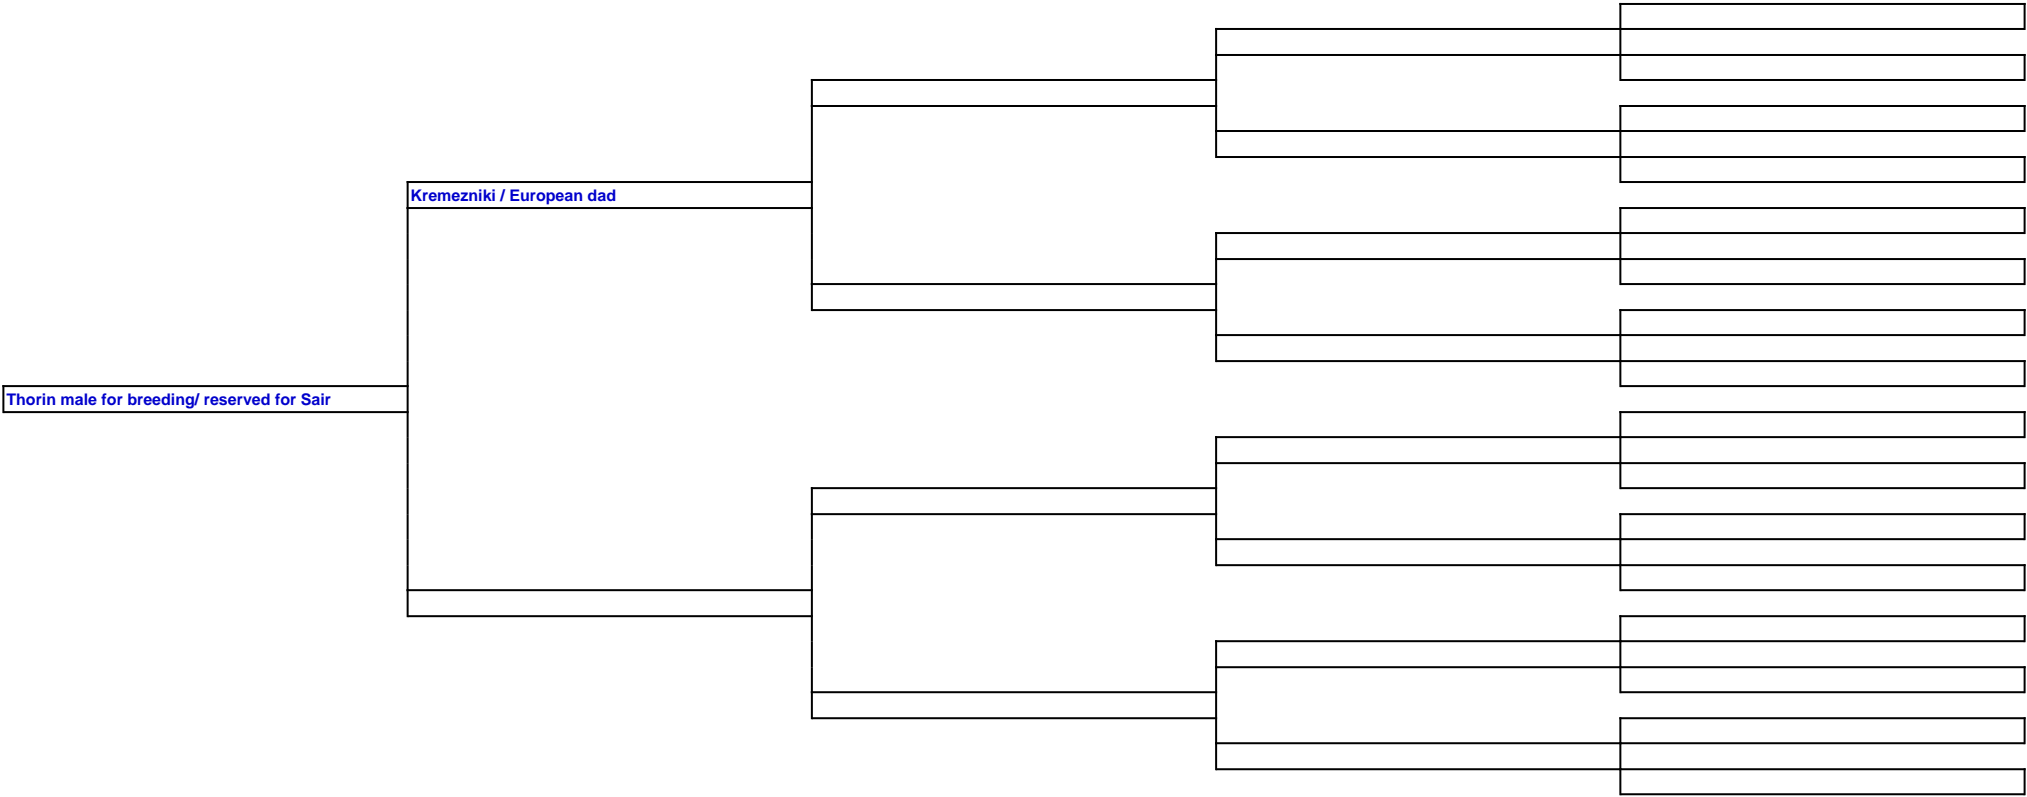 Kremezniki / European dad
Thorin male for breeding/ reserved for Sair